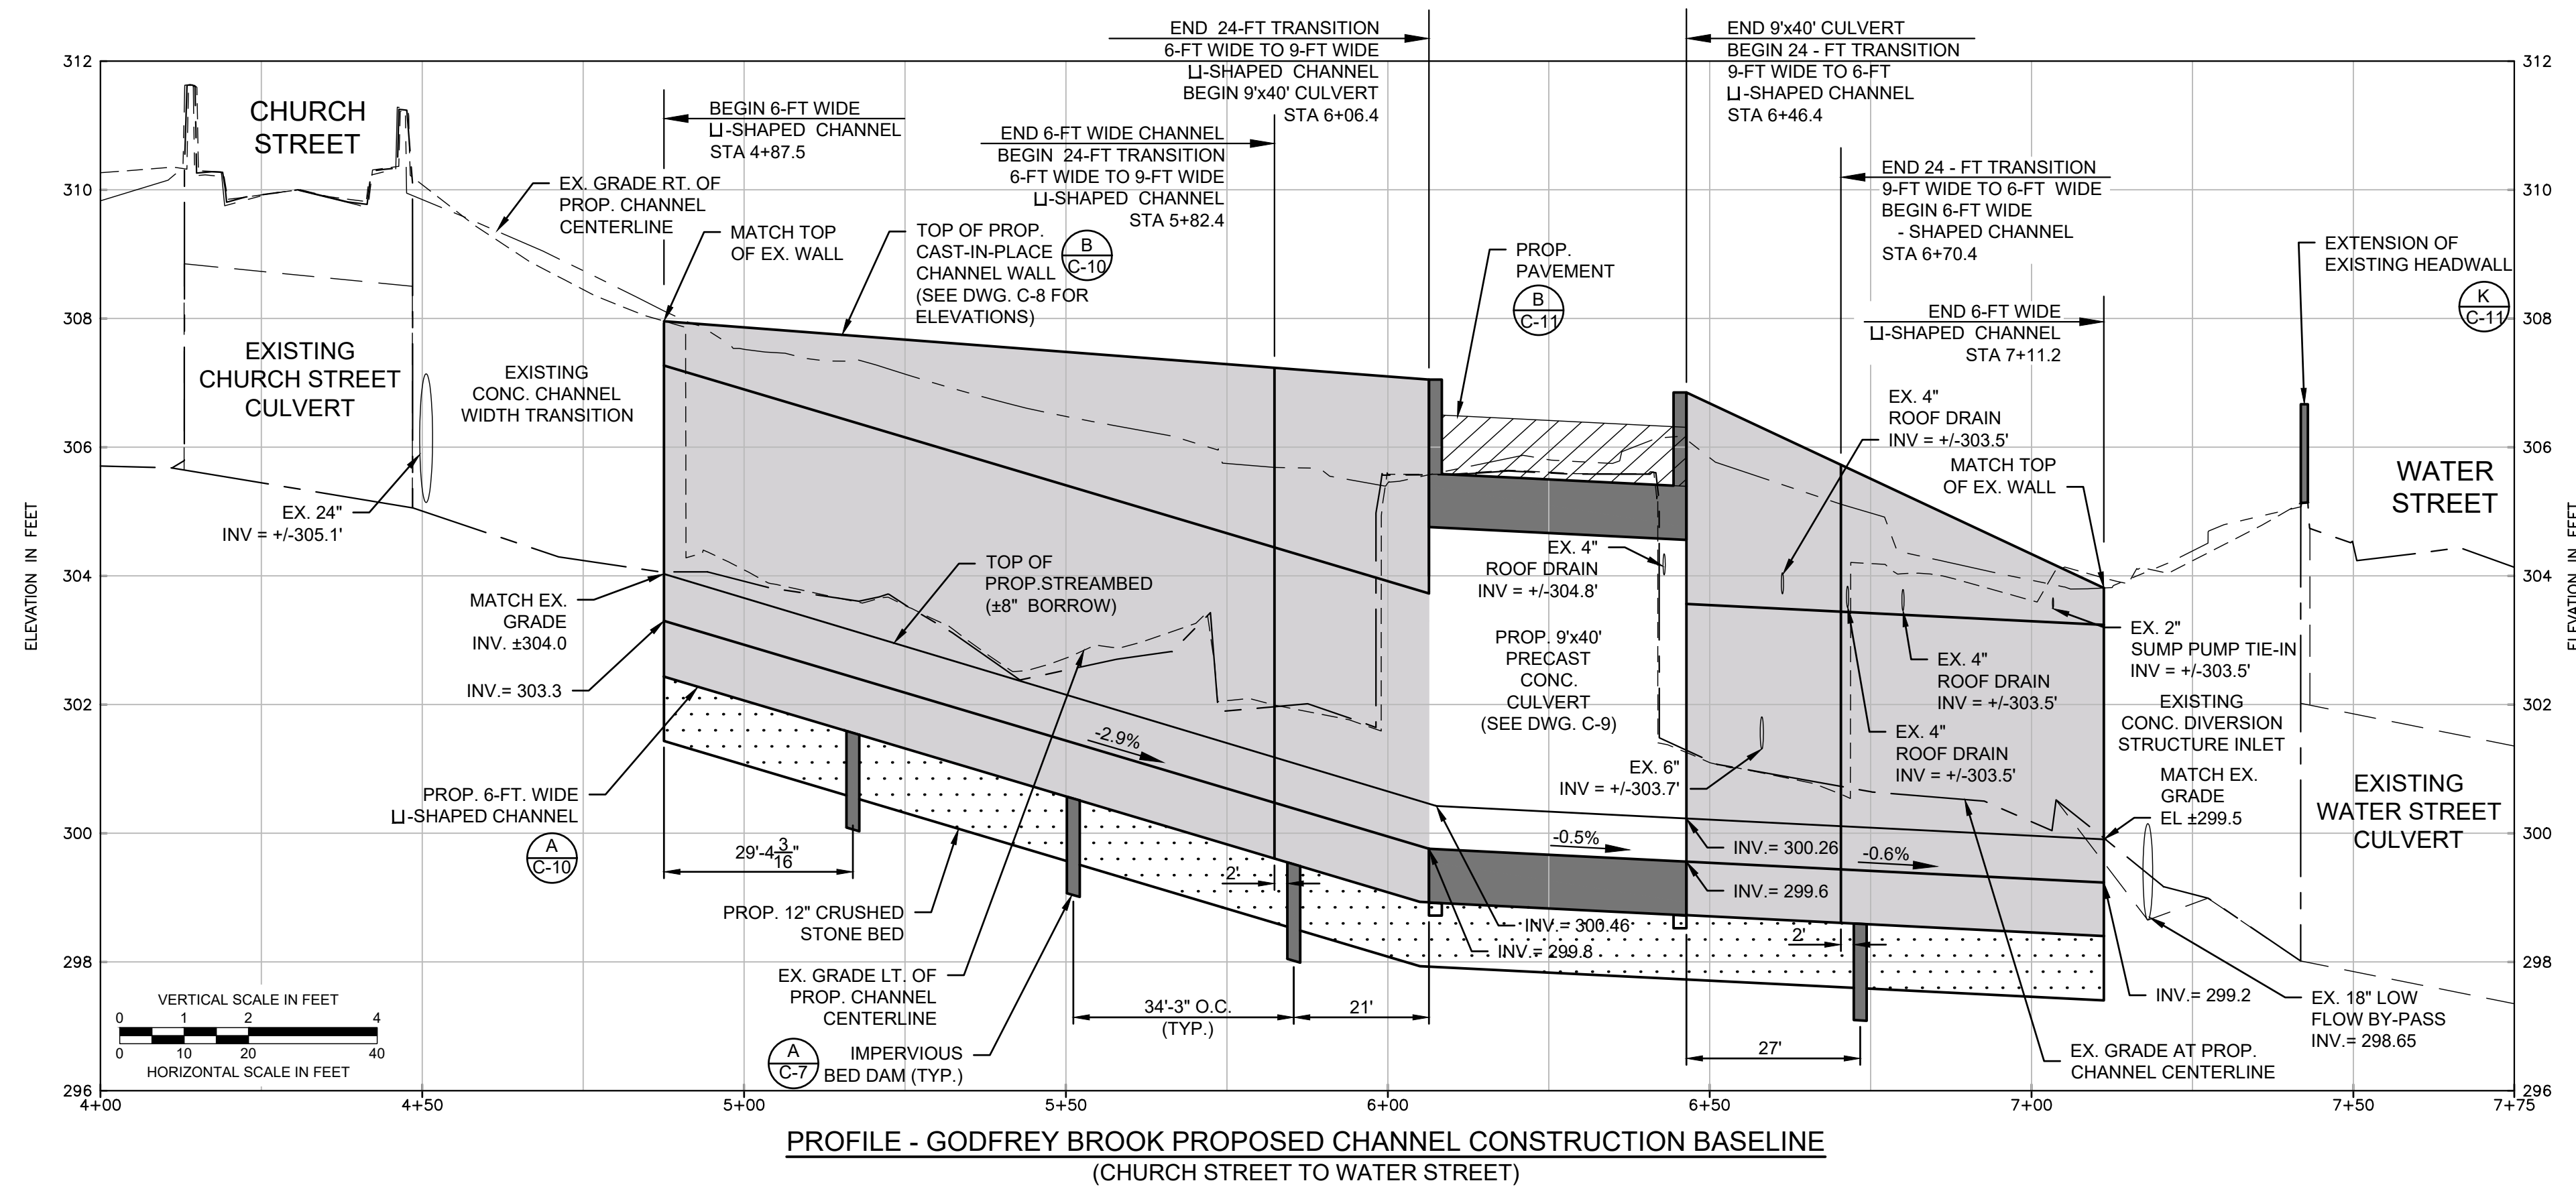 END 24-FT TRANSITION
6-FT WIDE TO 9-FT WIDE
⊔-SHAPED CHANNEL
BEGIN 9'x40' CULVERT
STA 6+06.4
END 9'x40' CULVERT
BEGIN 24 - FT TRANSITION
9-FT WIDE TO 6-FT
⊔-SHAPED CHANNEL
STA 6+46.4
312
312
CHURCH
STREET
BEGIN 6-FT WIDE
⊔-SHAPED CHANNEL
STA 4+87.5
END 6-FT WIDE CHANNEL
BEGIN 24-FT TRANSITION
6-FT WIDE TO 9-FT WIDE
⊔-SHAPED CHANNEL
STA 5+82.4
END 24 - FT TRANSITION
9-FT WIDE TO 6-FT WIDE
BEGIN 6-FT WIDE
- SHAPED CHANNEL
STA 6+70.4
310
310
EX. GRADE RT. OF
PROP. CHANNEL
CENTERLINE
MATCH TOP
OF EX. WALL
TOP OF PROP.
CAST-IN-PLACE
CHANNEL WALL
(SEE DWG. C-8 FOR
ELEVATIONS)
B
C-10
PROP.
PAVEMENT
B
C-11
EXTENSION OF
EXISTING HEADWALL
K
C-11
308
308
END 6-FT WIDE
⊔-SHAPED CHANNEL
STA 7+11.2
EXISTING
CHURCH STREET
CULVERT
EXISTING
CONC. CHANNEL
WIDTH TRANSITION
EX. 4"
ROOF DRAIN
INV = +/-303.5'
MATCH TOP
OF EX. WALL
306
306
WATER
STREET
EX. 24"
INV = +/-305.1'
ELEVATION IN FEET
ELEVATION IN FEET
TOP OF
PROP.STREAMBED
(±8" BORROW)
EX. 4"
ROOF DRAIN
INV = +/-304.8'
304
304
MATCH EX.
GRADE
INV. ±304.0
INV.= 303.3
PROP. 9'x40'
PRECAST
CONC.
CULVERT
(SEE DWG. C-9)
EX. 2"
SUMP PUMP TIE-IN
INV = +/-303.5'
EX. 4"
ROOF DRAIN
INV = +/-303.5'
302
302
EXISTING
CONC. DIVERSION
STRUCTURE INLET
EX. 4"
ROOF DRAIN
INV = +/-303.5'
-2.9%
EX. 6"
INV = +/-303.7'
MATCH EX.
GRADE
EL ±299.5
EXISTING
WATER STREET
CULVERT
PROP. 6-FT. WIDE
⊔-SHAPED CHANNEL
A
C-10
300
300
29'-4 3/16"
-0.5%
INV.= 300.26
-0.6%
2'
INV.= 299.6
PROP. 12" CRUSHED
STONE BED
INV.= 300.46
INV.= 299.8
2'
298
298
EX. GRADE LT. OF
PROP. CHANNEL
CENTERLINE
INV.= 299.2
EX. 18" LOW
FLOW BY-PASS
INV.= 298.65
VERTICAL SCALE IN FEET
0 1 2 4
0 10 20 40
HORIZONTAL SCALE IN FEET
34'-3" O.C.
(TYP.)
21'
27'
A
C-7
IMPERVIOUS
BED DAM (TYP.)
EX. GRADE AT PROP.
CHANNEL CENTERLINE
296
296
4+00 4+50 5+00 5+50 6+00 6+50 7+00 7+50 7+75
PROFILE - GODFREY BROOK PROPOSED CHANNEL CONSTRUCTION BASELINE
(CHURCH STREET TO WATER STREET)